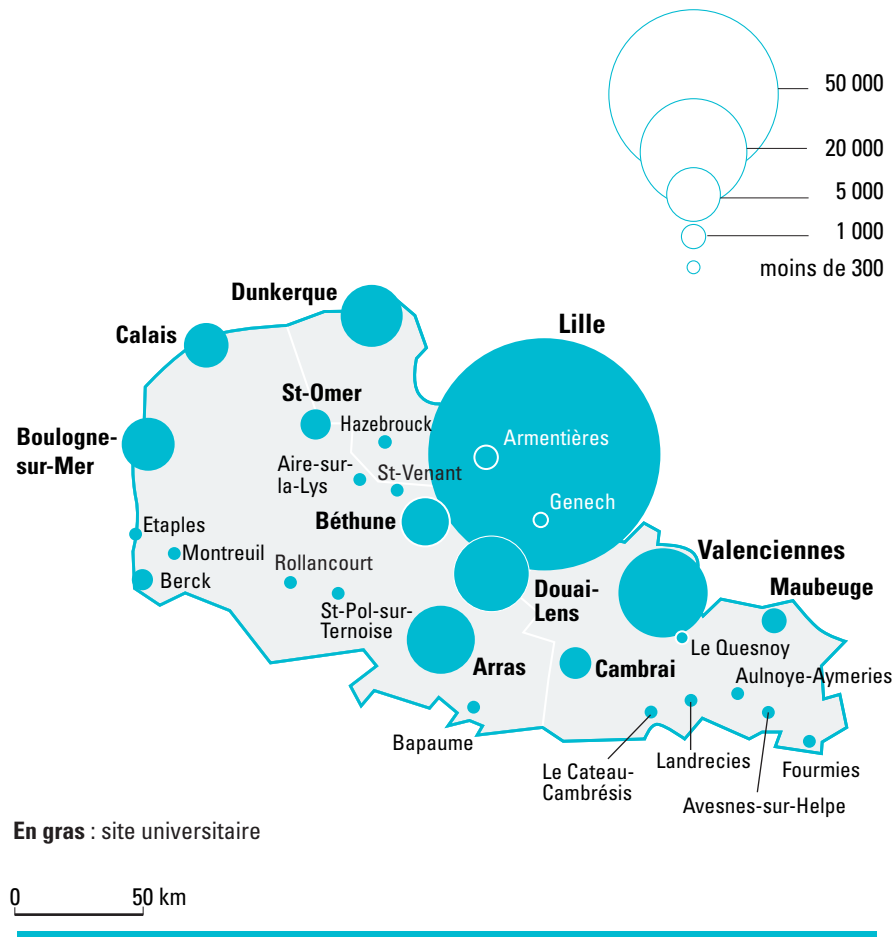 50 000
20 000
5 000
1 000
moins de 300
Dunkerque
Lille
Calais
St-Omer
Hazebrouck
Armentières
Boulogne-
sur-Mer
Aire-sur-
la-Lys
St-Venant
Genech
Béthune
Etaples
Montreuil
Valenciennes
Rollancourt
Berck
Douai-
Lens
Maubeuge
St-Pol-sur-
Ternoise
Le Quesnoy
Arras
Cambrai
Aulnoye-Aymeries
Bapaume
Le Cateau-
Cambrésis
Landrecies
Fournies
Avesnes-sur-Helpe
En gras : site universitaire
0 50 km